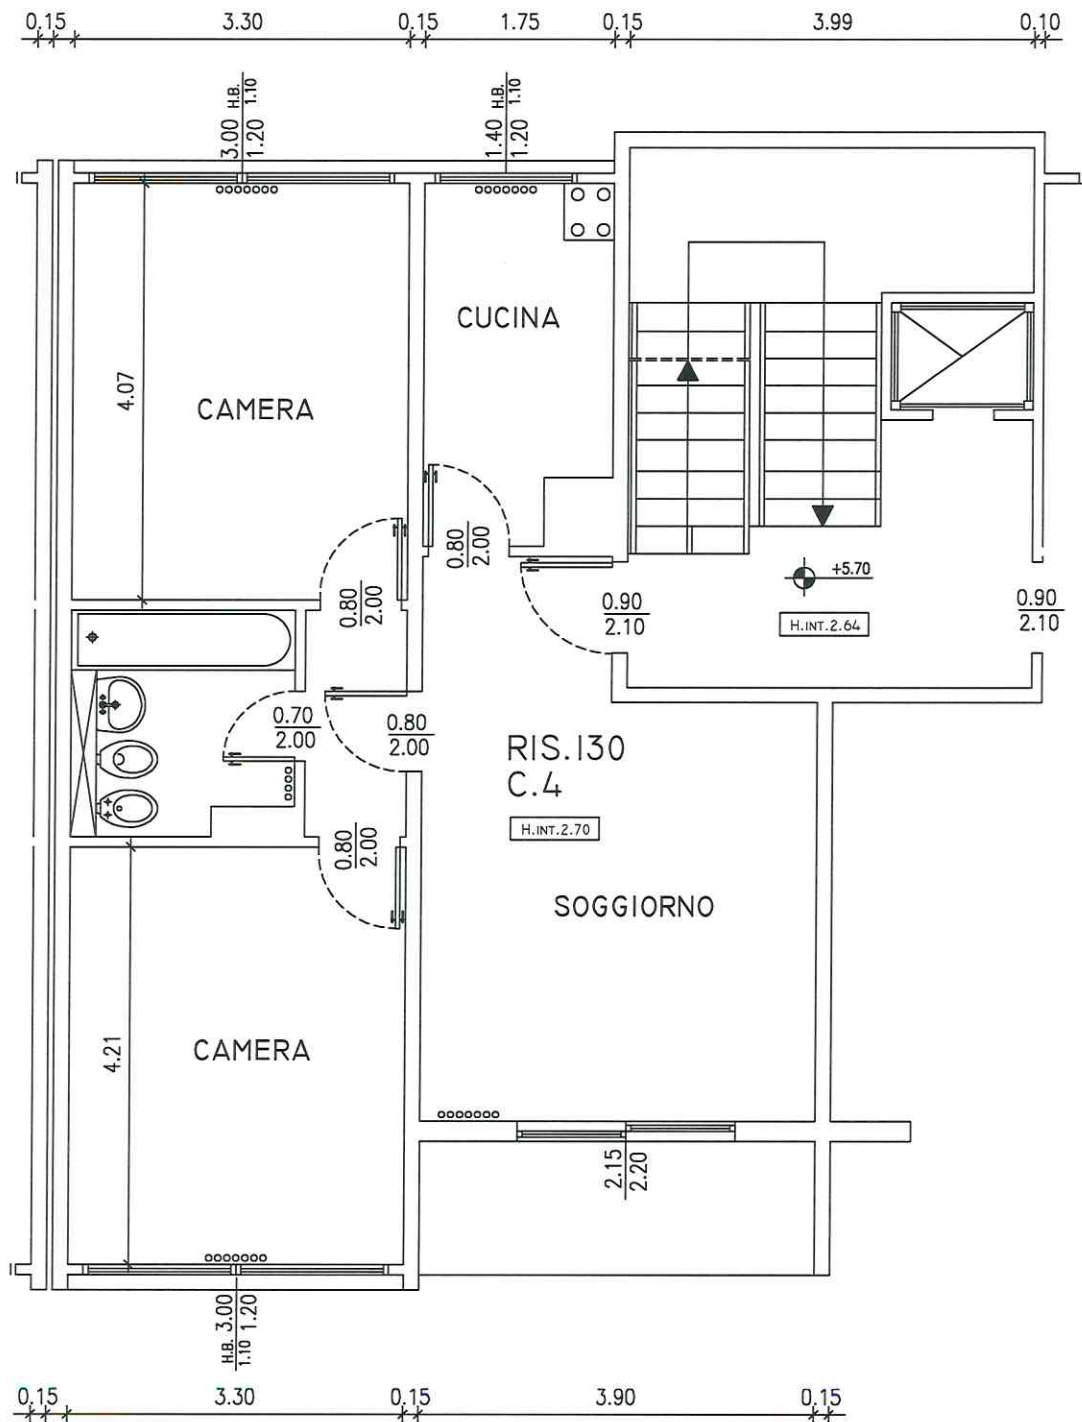 0.15 3.30 0.15 1.75 0.15 3.99 0.10
3.00 H.B. 1.10
1.20
1.40 H.B. 1.10
1.20
CUCINA
4.07
CAMERA
0.80
2.00
0.80
2.00
+5.70
0.90
2.10
H.INT.2.64
0.90
2.10
0.70
2.00
0.80
2.00
RIS.130
C.4
H.INT.2.70
0.80
2.00
SOGGIORNO
4.21
CAMERA
2.15
2.20
H.B. 3.00
1.10 1.20
0.15 3.30 0.15 3.90 0.15